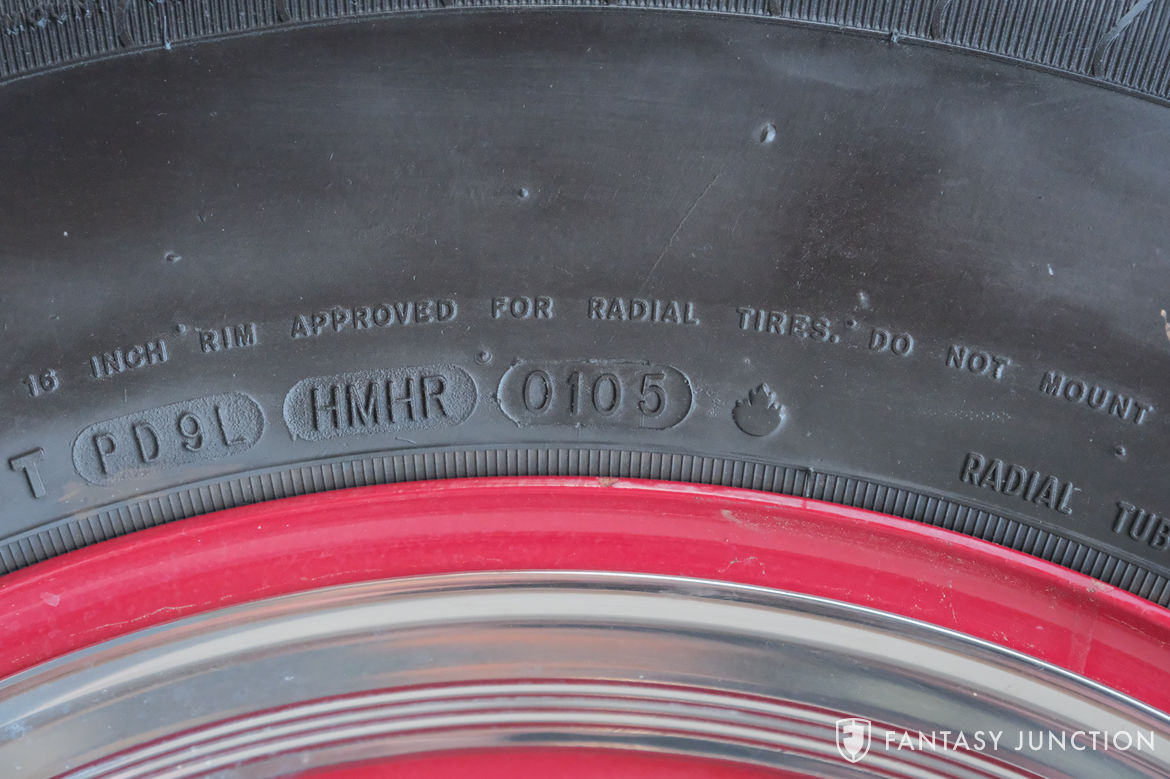 16 INCH RIM APPROVED FOR RADIAL TIRES. DO NOT MOUNT
T PD9L HMHR 0105
RADIAL TUB
FANTASY JUNCTION